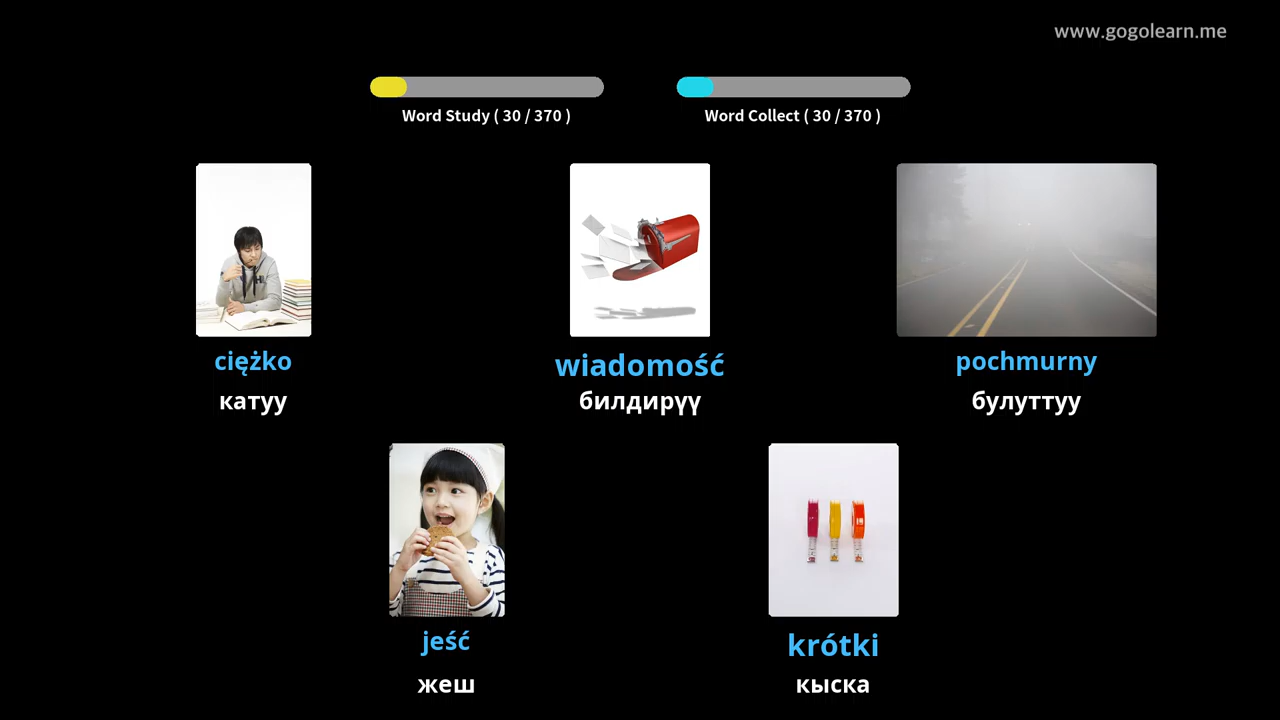 www.gogolearn.me
Word Study ( 30 / 370 )
Word Collect ( 30 / 370 )
ciężko
катуу
wiadomość
билдирүү
pochmurny
булуттуу
jeść
жеш
krótki
кыска